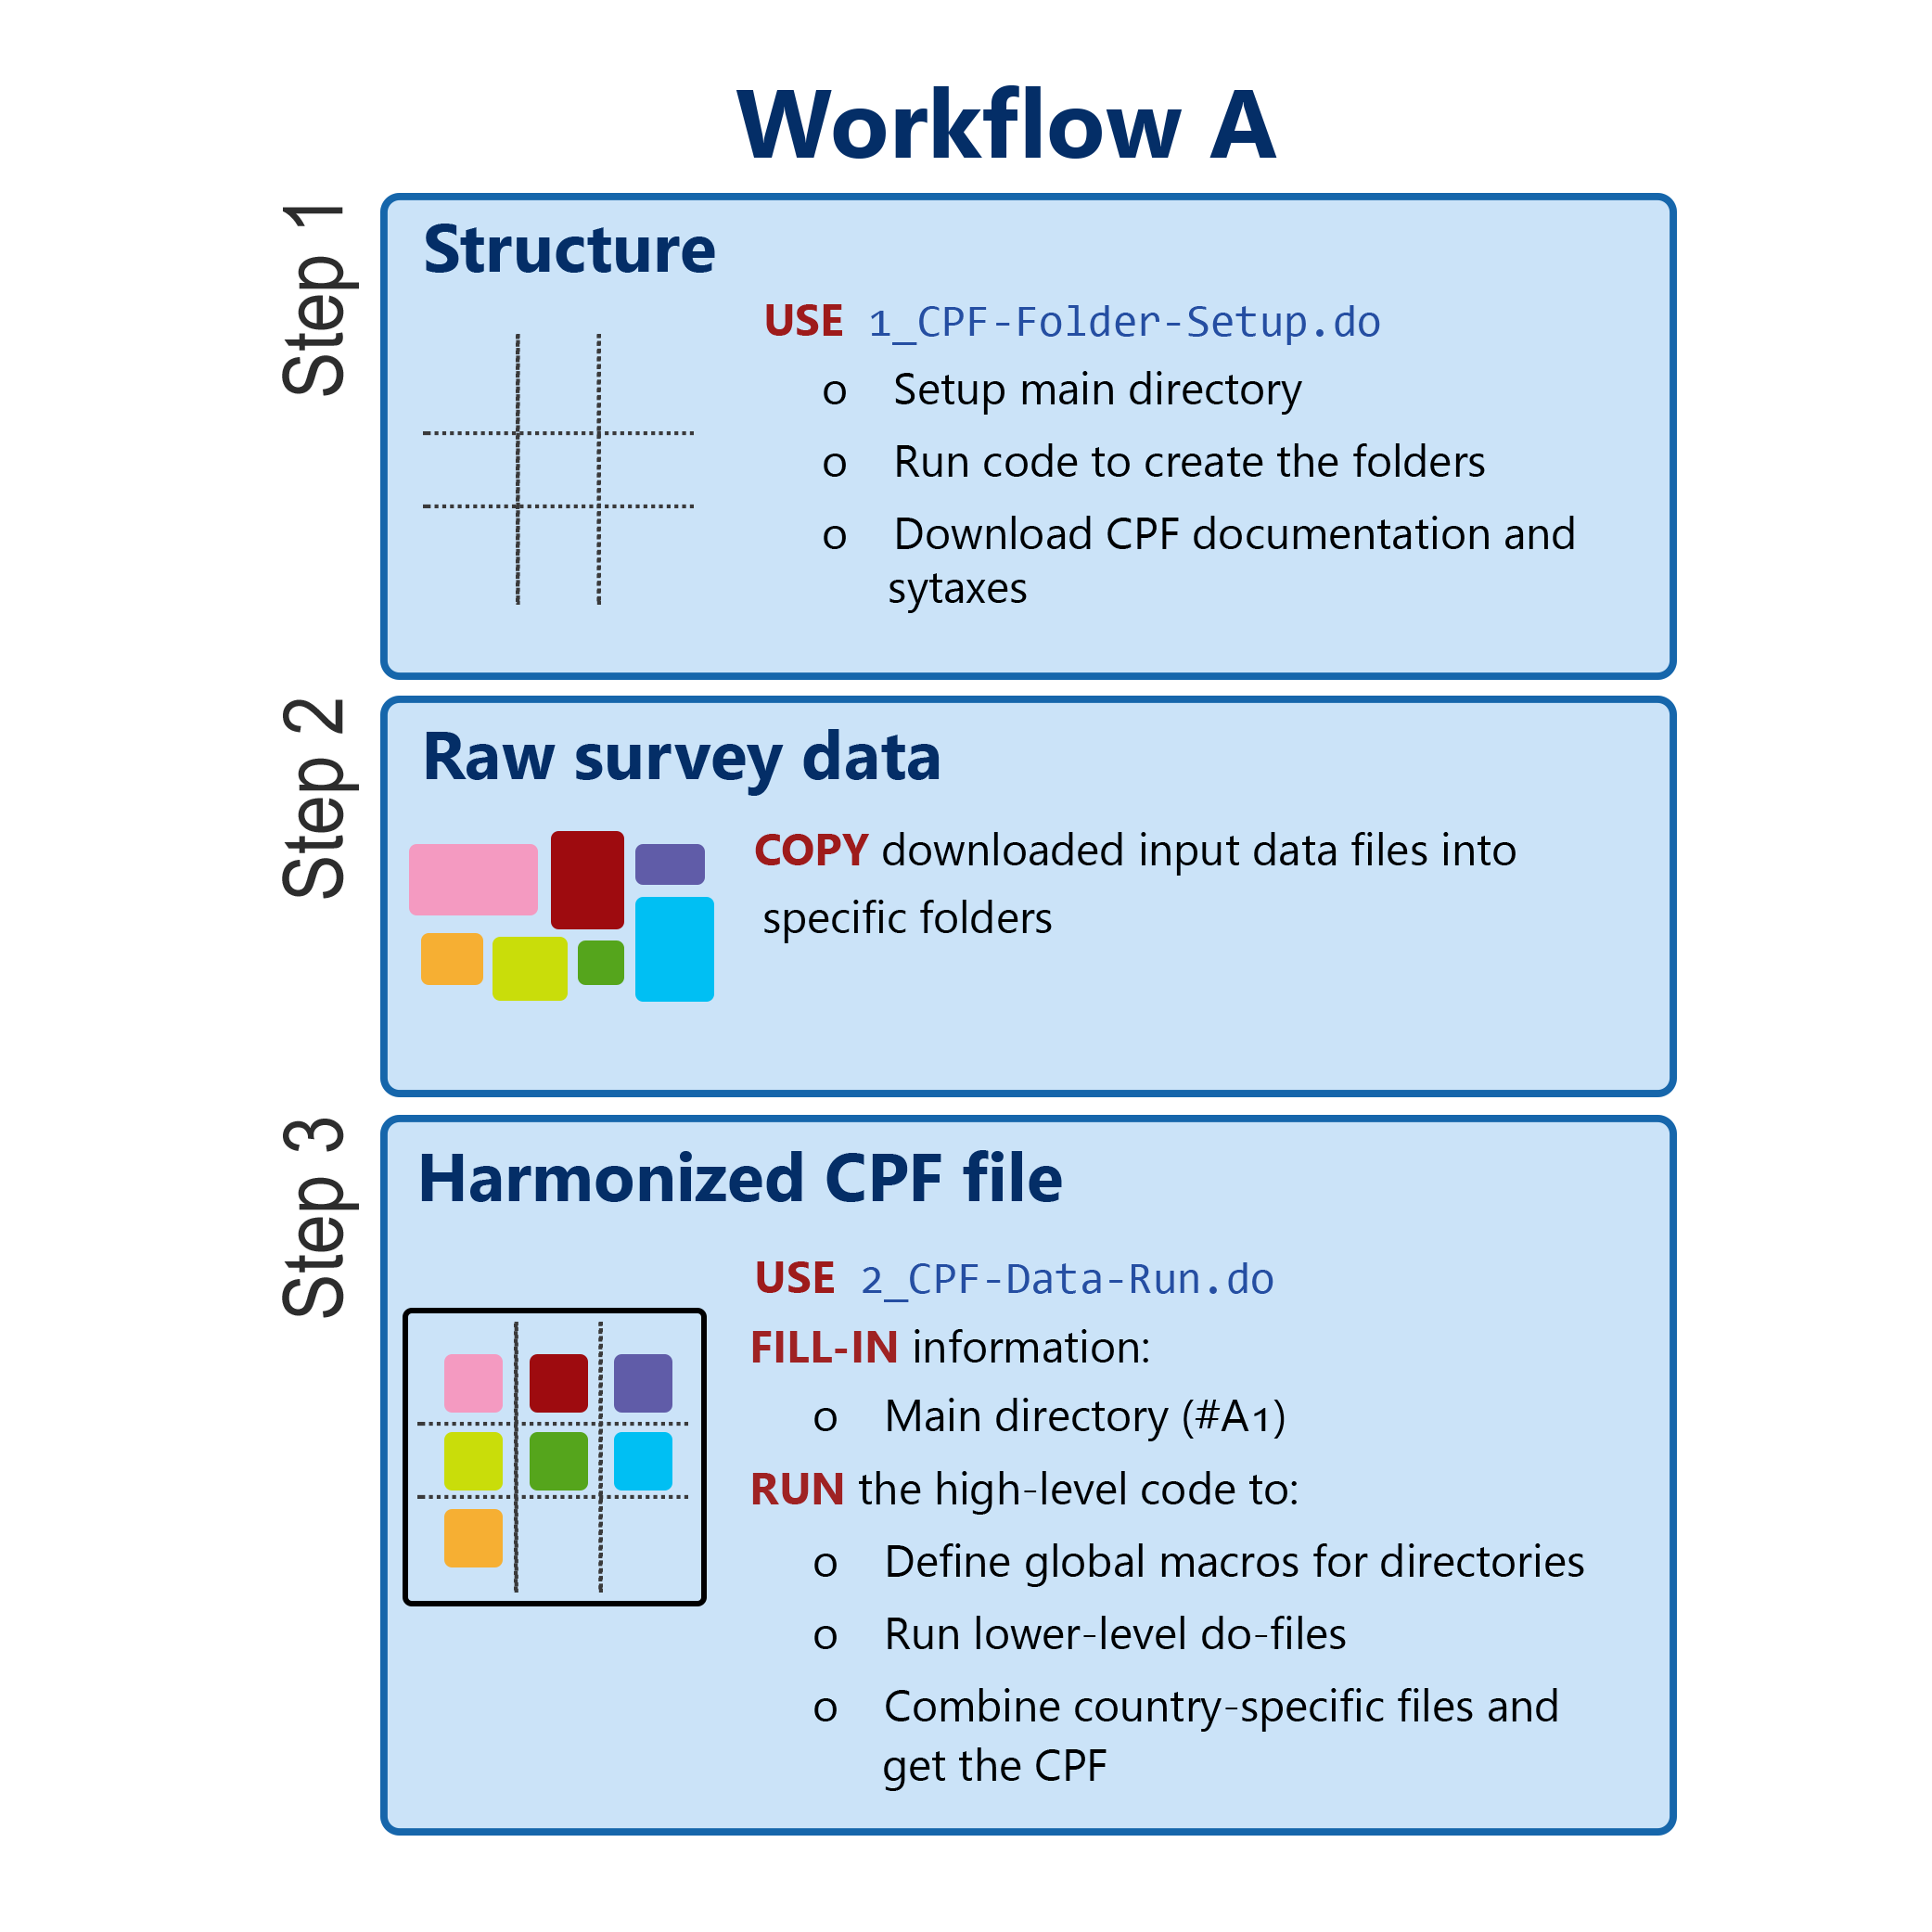 Workflow A
Step 1
Structure
USE 1_CPF-Folder-Setup.do
o Setup main directory
o Run code to create the folders
o Download CPF documentation and
sytaxes
Step 2
Raw survey data
COPY downloaded input data files into
specific folders
Step 3
Harmonized CPF file
USE 2_CPF-Data-Run.do
FILL-IN information:
o Main directory (#A1)
RUN the high-level code to:
o Define global macros for directories
o Run lower-level do-files
o Combine country-specific files and
get the CPF